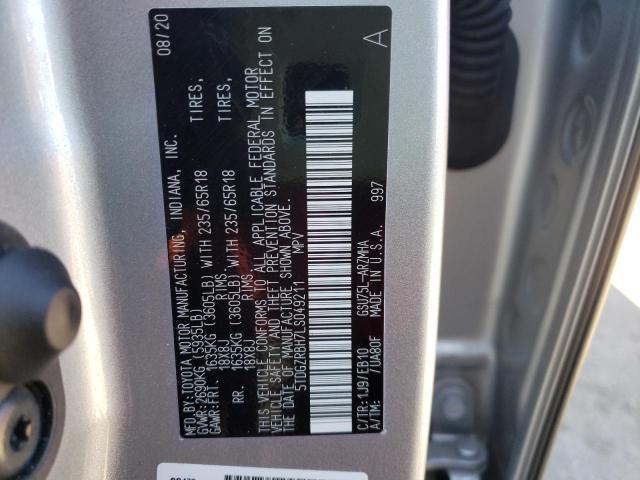 MFD BY:TOYOTA MOTOR MANUFACTURING, INDIANA, INC. 08/20
GVWR:2690KG (5935LB)
GAWR:FRT. 1635KG (3605LB) WITH 235/65R18 TIRES,
18X8J RIMS,
RR. 1635KG (3605LB) WITH 235/65R18 TIRES,
18X8J RIMS,
THIS VEHICLE CONFORMS TO ALL APPLICABLE FEDERAL MOTOR
VEHICLE SAFETY AND THEFT PREVENTION STANDARDS IN EFFECT ON
THE DATE OF MANUFACTURE SHOWN ABOVE.
5TDGZRBH7LS049211 MPV
C/TR:1J9/EB10 GSU75L-ARZMHA A
A/TM: /UA80F MADE IN U.S.A. 997